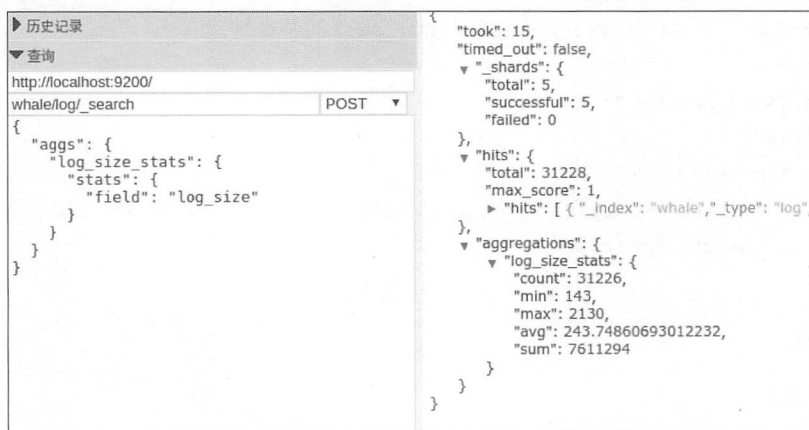 ▶ 历史记录
▼ 查询
http://localhost:9200/
whale/log/_search POST ▼
{
  "aggs": {
    "log_size_stats": {
      "stats": {
        "field": "log_size"
      }
    }
  }
}
{
  "took": 15,
  "timed_out": false,
  ▼ "_shards": {
    "total": 5,
    "successful": 5,
    "failed": 0
  },
  ▼ "hits": {
    "total": 31228,
    "max_score": 1,
    ▶ "hits": [ { "_index": "whale","_type": "log",
  },
  ▼ "aggregations": {
    ▼ "log_size_stats": {
      "count": 31226,
      "min": 143,
      "max": 2130,
      "avg": 243.74860693012232,
      "sum": 7611294
    }
  }
}